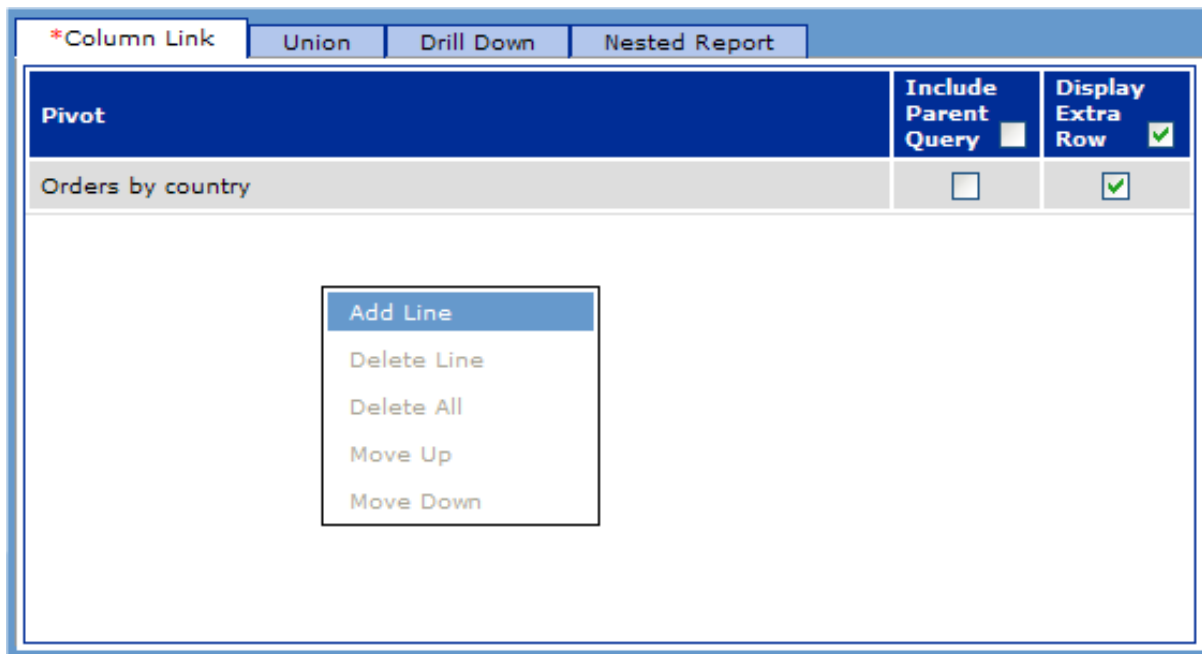 *Column Link Union Drill Down Nested Report
Pivot
Include
Parent
Query
Display
Extra
Row
Orders by country
Add Line
Delete Line
Delete All
Move Up
Move Down